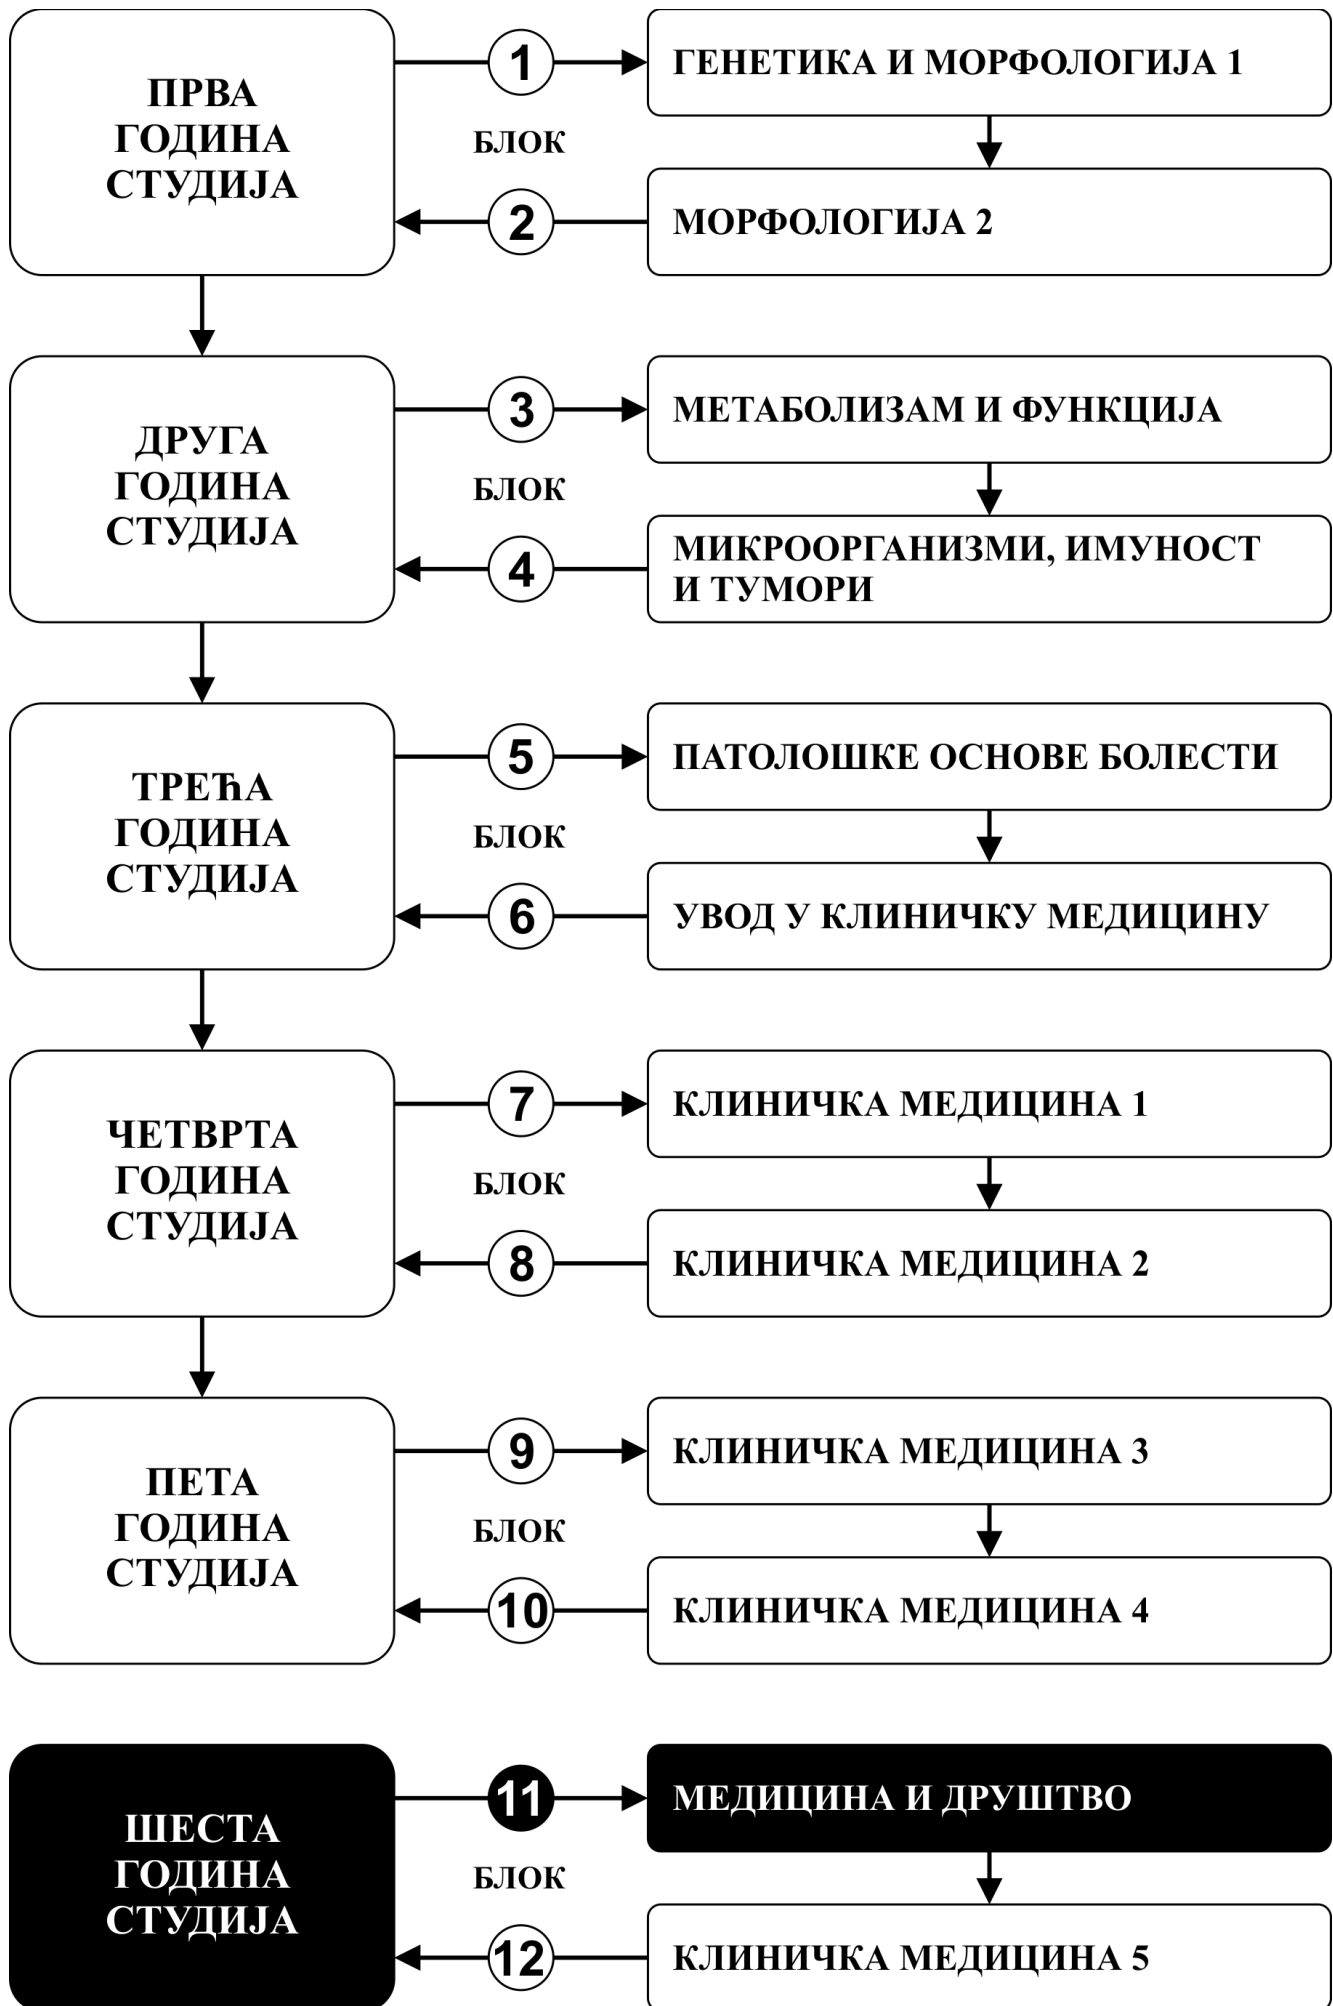 ПРВА
ГОДИНА
СТУДИЈА
1
БЛОК
2
ГЕНЕТИКА И МОРФОЛОГИЈА 1
МОРФОЛОГИЈА 2
ДРУГА
ГОДИНА
СТУДИЈА
3
БЛОК
4
МЕТАБОЛИЗАМ И ФУНКЦИЈА
МИКРООРГАНИЗМИ, ИМУНОСТ
И ТУМОРИ
ТРЕЋА
ГОДИНА
СТУДИЈА
5
БЛОК
6
ПАТОЛОШКЕ ОСНОВЕ БОЛЕСТИ
УВОД У КЛИНИЧКУ МЕДИЦИНУ
ЧЕТВРТА
ГОДИНА
СТУДИЈА
7
БЛОК
8
КЛИНИЧКА МЕДИЦИНА 1
КЛИНИЧКА МЕДИЦИНА 2
ПЕТА
ГОДИНА
СТУДИЈА
9
БЛОК
10
КЛИНИЧКА МЕДИЦИНА 3
КЛИНИЧКА МЕДИЦИНА 4
ШЕСТА
ГОДИНА
СТУДИЈА
11
БЛОК
12
МЕДИЦИНА И ДРУШТВО
КЛИНИЧКА МЕДИЦИНА 5